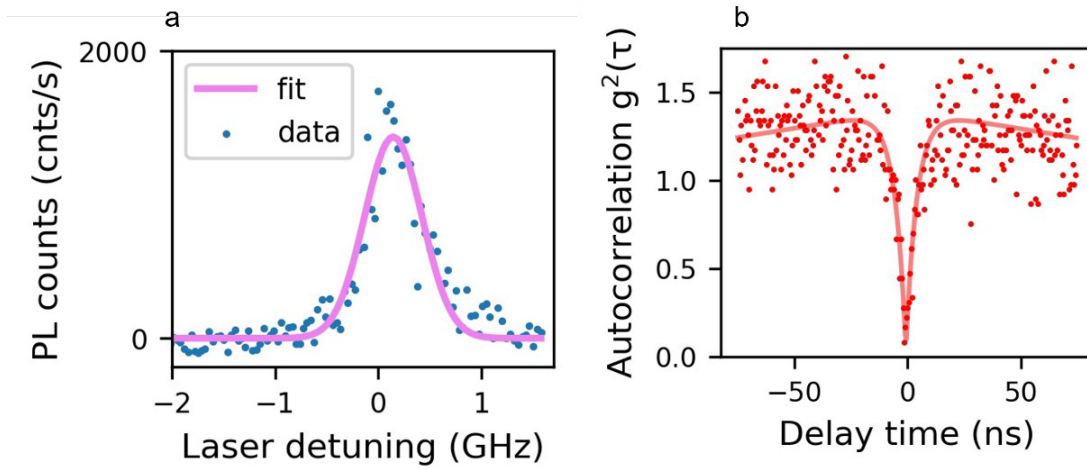 a
2000
0
PL counts (cnts/s)
fit
data
−2
−1
0
1
Laser detuning (GHz)
b
1.5
1.0
0.5
0.0
Autocorrelation g²(τ)
−50
0
50
Delay time (ns)